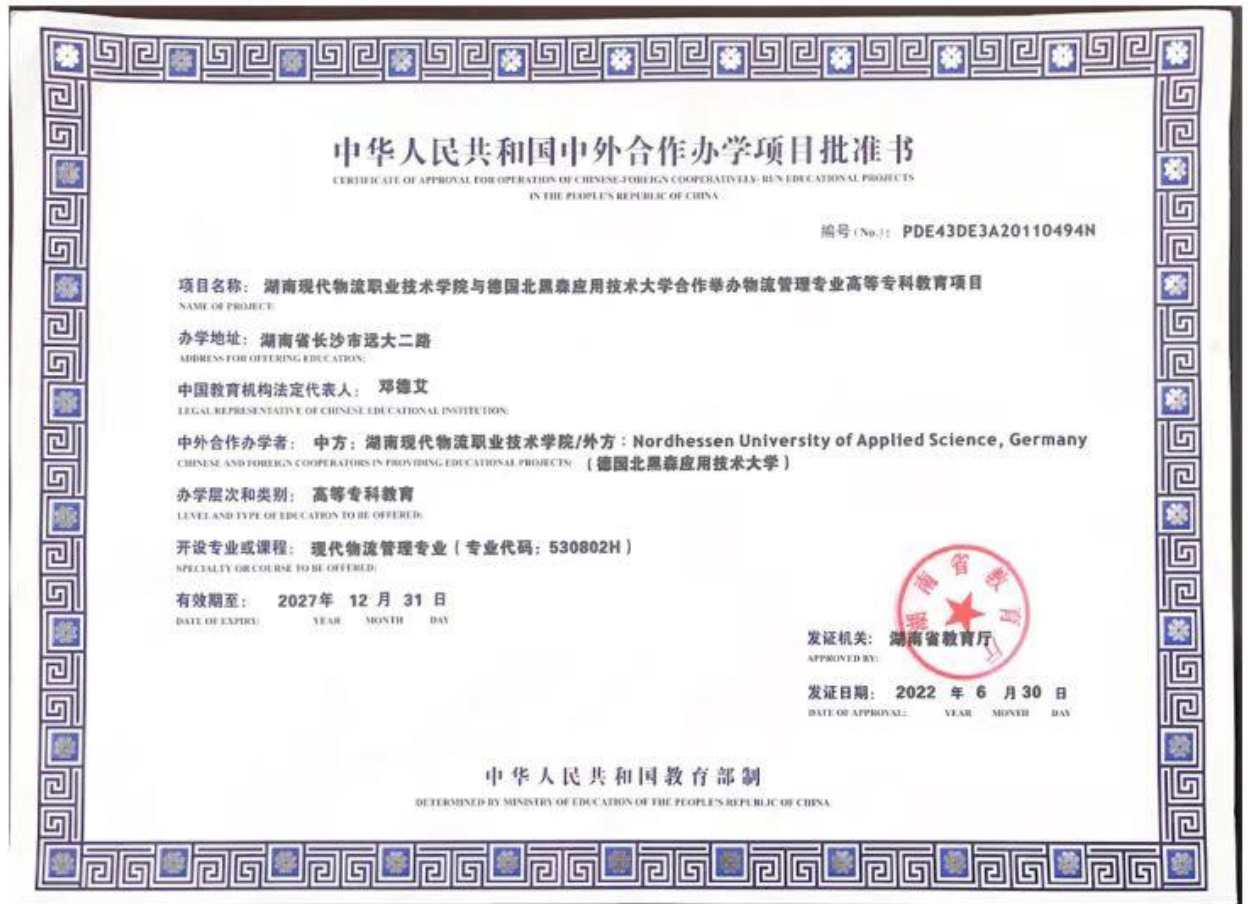 中华人民共和国中外合作办学项目批准书
CERTIFICATE OF APPROVAL FOR OPERATION OF CHINESE-FOREIGN COOPERATIVELY- RUN EDUCATIONAL PROJECTS
IN THE PEOPLE'S REPUBLIC OF CHINA
编号(No.): PDE43DE3A20110494N
项目名称: 湖南现代物流职业技术学院与德国北黑森应用技术大学合作举办物流管理专业高等专科教育项目
NAME OF PROJECT:
办学地址: 湖南省长沙市远大二路
ADDRESS FOR OFFERING EDUCATION:
中国教育机构法定代表人: 邓德艾
LEGAL REPRESENTATIVE OF CHINESE EDUCATIONAL INSTITUTION:
中外合作办学者: 中方: 湖南现代物流职业技术学院/外方: Nordhessen University of Applied Science, Germany
CHINESE AND FOREIGN COOPERATORS IN PROVIDING EDUCATIONAL PROJECTS: (德国北黑森应用技术大学)
办学层次和类别: 高等专科教育
LEVEL AND TYPE OF EDUCATION TO BE OFFERED:
开设专业或课程: 现代物流管理专业(专业代码: 530802H)
SPECIALTY OR COURSE TO BE OFFERED:
有效期至: 2027年 12 月 31 日
DATE OF EXPIRY: YEAR MONTH DAY
湖南省教育厅
发证机关: 湖南省教育厅
APPROVED BY:
发证日期: 2022 年 6 月 30 日
DATE OF APPROVAL: YEAR MONTH DAY
中华人民共和国教育部制
DETERMINED BY MINISTRY OF EDUCATION OF THE PEOPLE'S REPUBLIC OF CHINA